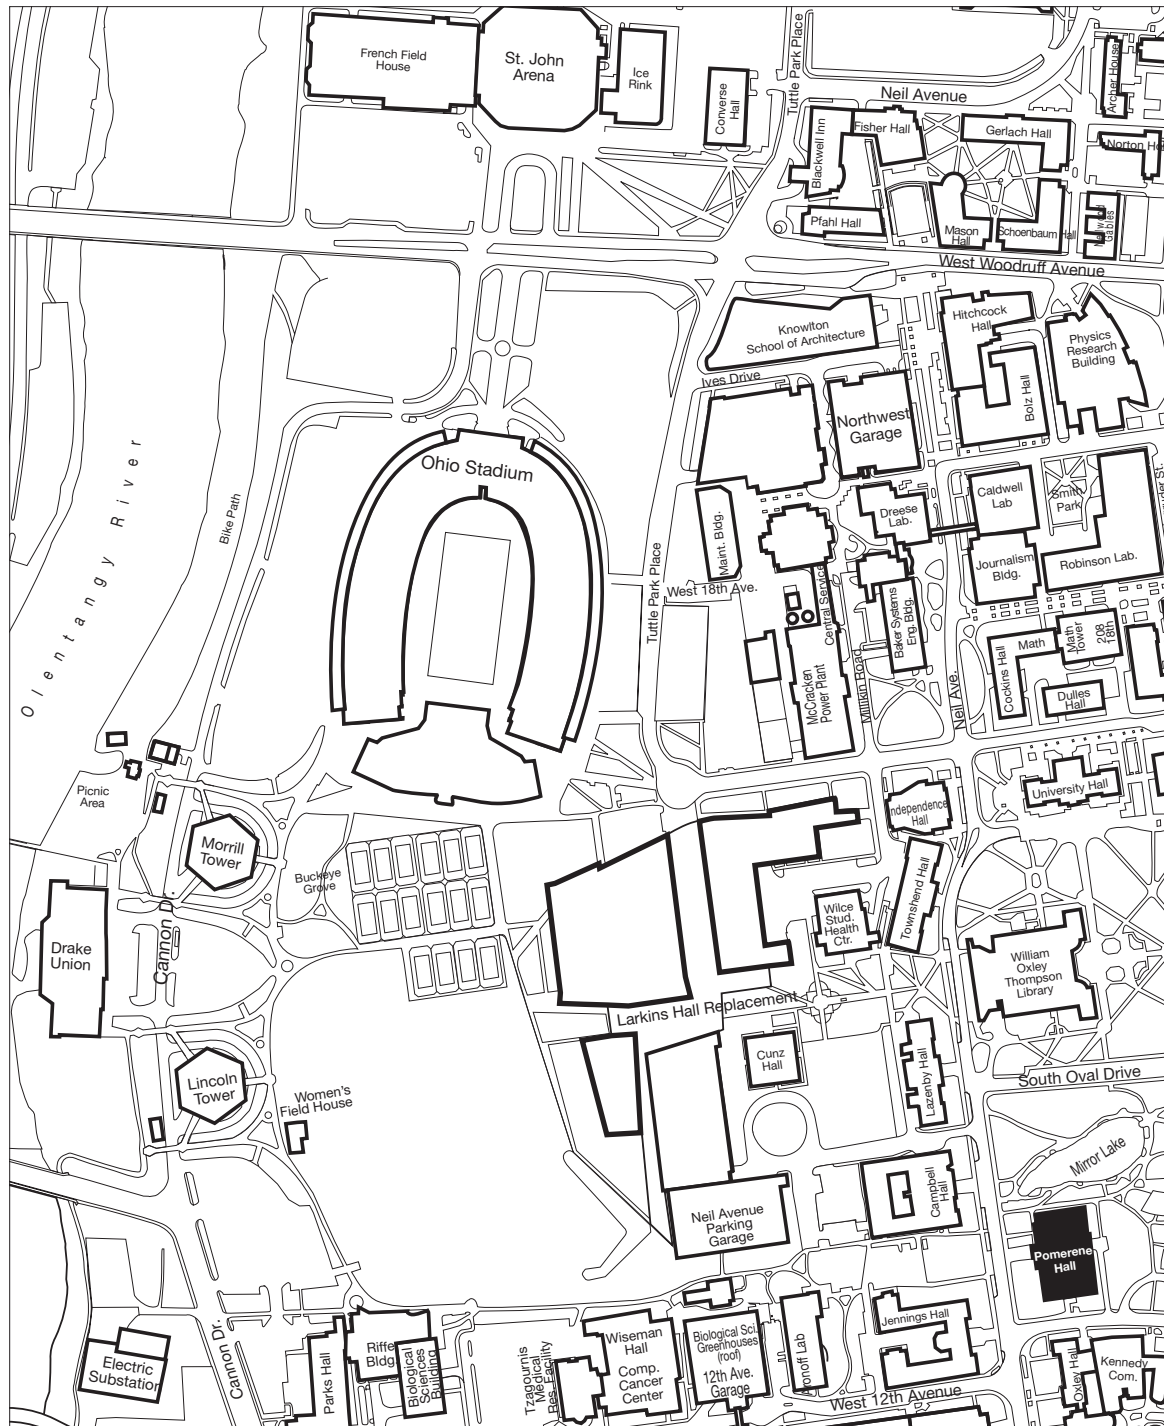 French Field
House
St. John
Arena
Ice
Rink
Converse
Hall
Tuttle Park Place
Neil Avenue
Archer House
Blackwell Inn
Fisher Hall
Gerlach Hall
Pfahl Hall
Mason
Hall
Schoenbaum Hall
Gables
West Woodruff Avenue
Knowlton
School of Architecture
Hitchcock
Hall
Physics
Research
Building
Ives Drive
Bolz Hall
Northwest
Garage
Ohio Stadium
Olentangy River
Bike Path
Maint. Bldg.
Dreese
Lab.
Caldwell
Lab
Smith
Park
Journalism
Bldg.
Robinson Lab.
West 18th Ave.
Tuttle Park Place
Central Service
Baker Systems
Eng. Bldg.
McCracken
Power Plant
Millikin Road
Neil Ave.
Cockins Hall
Math
Math
Tower
208
18th
Dulles
Hall
University Hall
Picnic
Area
Independence
Hall
Morrill
Tower
Buckeye
Grove
Townshend Hall
Wilce
Stud.
Health
Ctr.
Drake
Union
Cannon D.
William
Oxley
Thompson
Library
Larkins Hall Replacement
Cunz
Hall
Lazenby Hall
South Oval Drive
Lincoln
Tower
Women's
Field House
Mirror Lake
Campbell
Hall
Neil Avenue
Parking
Garage
Pomerene
Hall
Electric
Substation
Cannon Dr.
Parks Hall
Riffe
Bldg.
Biological
Sciences
Building
Tzagournis
Medical
Res. Facility
Wiseman
Hall
Comp.
Cancer
Center
Biological Sci.
Greenhouses
(roof)
12th Ave.
Garage
Aronoff Lab
Jennings Hall
West 12th Avenue
Oxley Hall
Kennedy
Com.